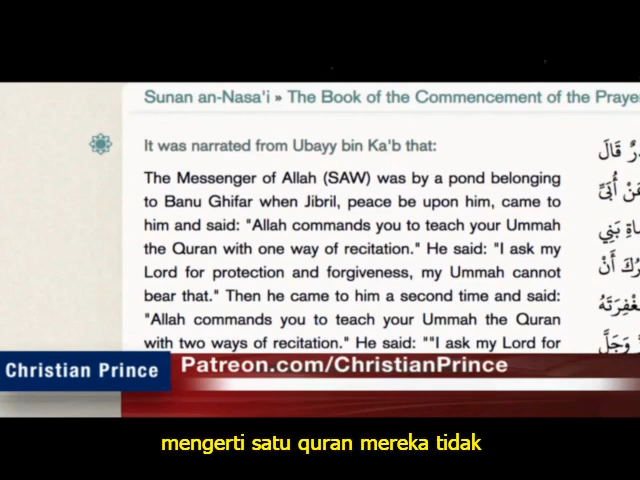 Sunan an-Nasa'i » The Book of the Commencement of the Prayer
It was narrated from Ubayy bin Ka'b that:
The Messenger of Allah (SAW) was by a pond belonging
to Banu Ghifar when Jibril, peace be upon him, came to
him and said: "Allah commands you to teach your Ummah
the Quran with one way of recitation." He said: "I ask my
Lord for protection and forgiveness, my Ummah cannot
bear that." Then he came to him a second time and said:
"Allah commands you to teach your Ummah the Quran
with two ways of recitation." He said: ""I ask my Lord for
قَالَ
بَنِي
أَنْ
وَجَلَّ
Christian Prince
Patreon.com/ChristianPrince
mengerti satu quran mereka tidak